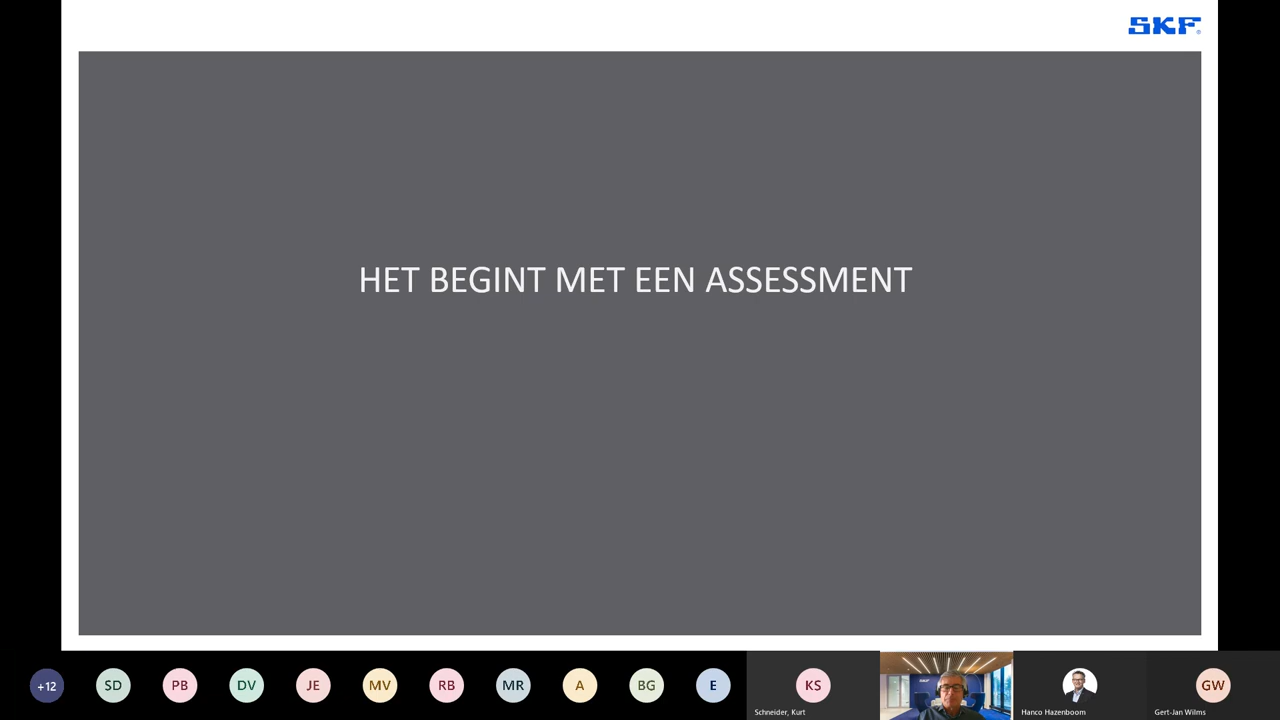 SKF
HET BEGINT MET EEN ASSESSMENT
+12
SD
PB
DV
JE
MV
RB
MR
A
BG
E
KS
Schneider, Kurt
SKF
Hanco Hazenboom
GW
Gert-Jan Wilms